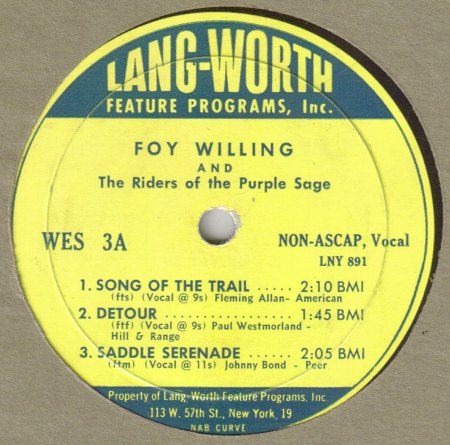 LANG-WORTH
FEATURE PROGRAMS, Inc.
FOY WILLING
AND
The Riders of the Purple Sage
WES 3A
NON-ASCAP, Vocal
LNY 891
1. SONG OF THE TRAIL ..... 2:10 BMI
(fts) (Vocal @ 9s) Fleming Allan- American
2. DETOUR ............... 1:45 BMI
(ftf) (Vocal @ 11s) Paul Westmorland -
Hill & Range
3. SADDLE SERENADE ..... 2:05 BMI
(ftm) (Vocal @ 11s) Johnny Bond - Peer
Property of Lang-Worth Feature Programs, Inc.
113 W. 57th St., New York, 19
NAB CURVE